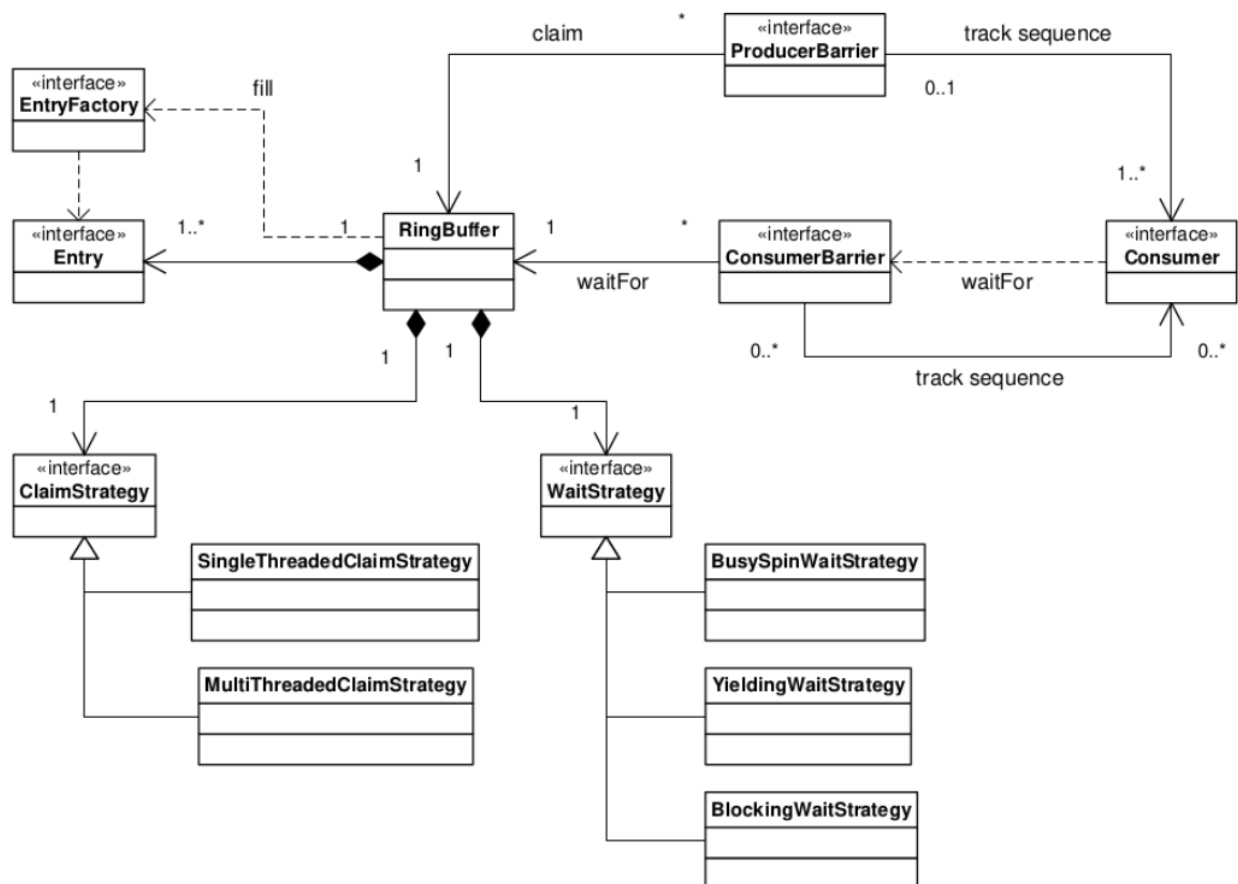 claim
*
«interface»
ProducerBarrier
track sequence
0..1
«interface»
EntryFactory
fill
1
1..*
«interface»
Entry
1..*
1
RingBuffer
1
*
waitFor
«interface»
ConsumerBarrier
waitFor
«interface»
Consumer
0..*
0..*
track sequence
1
1
1
1
«interface»
ClaimStrategy
«interface»
WaitStrategy
SingleThreadedClaimStrategy
BusySpinWaitStrategy
MultiThreadedClaimStrategy
YieldingWaitStrategy
BlockingWaitStrategy